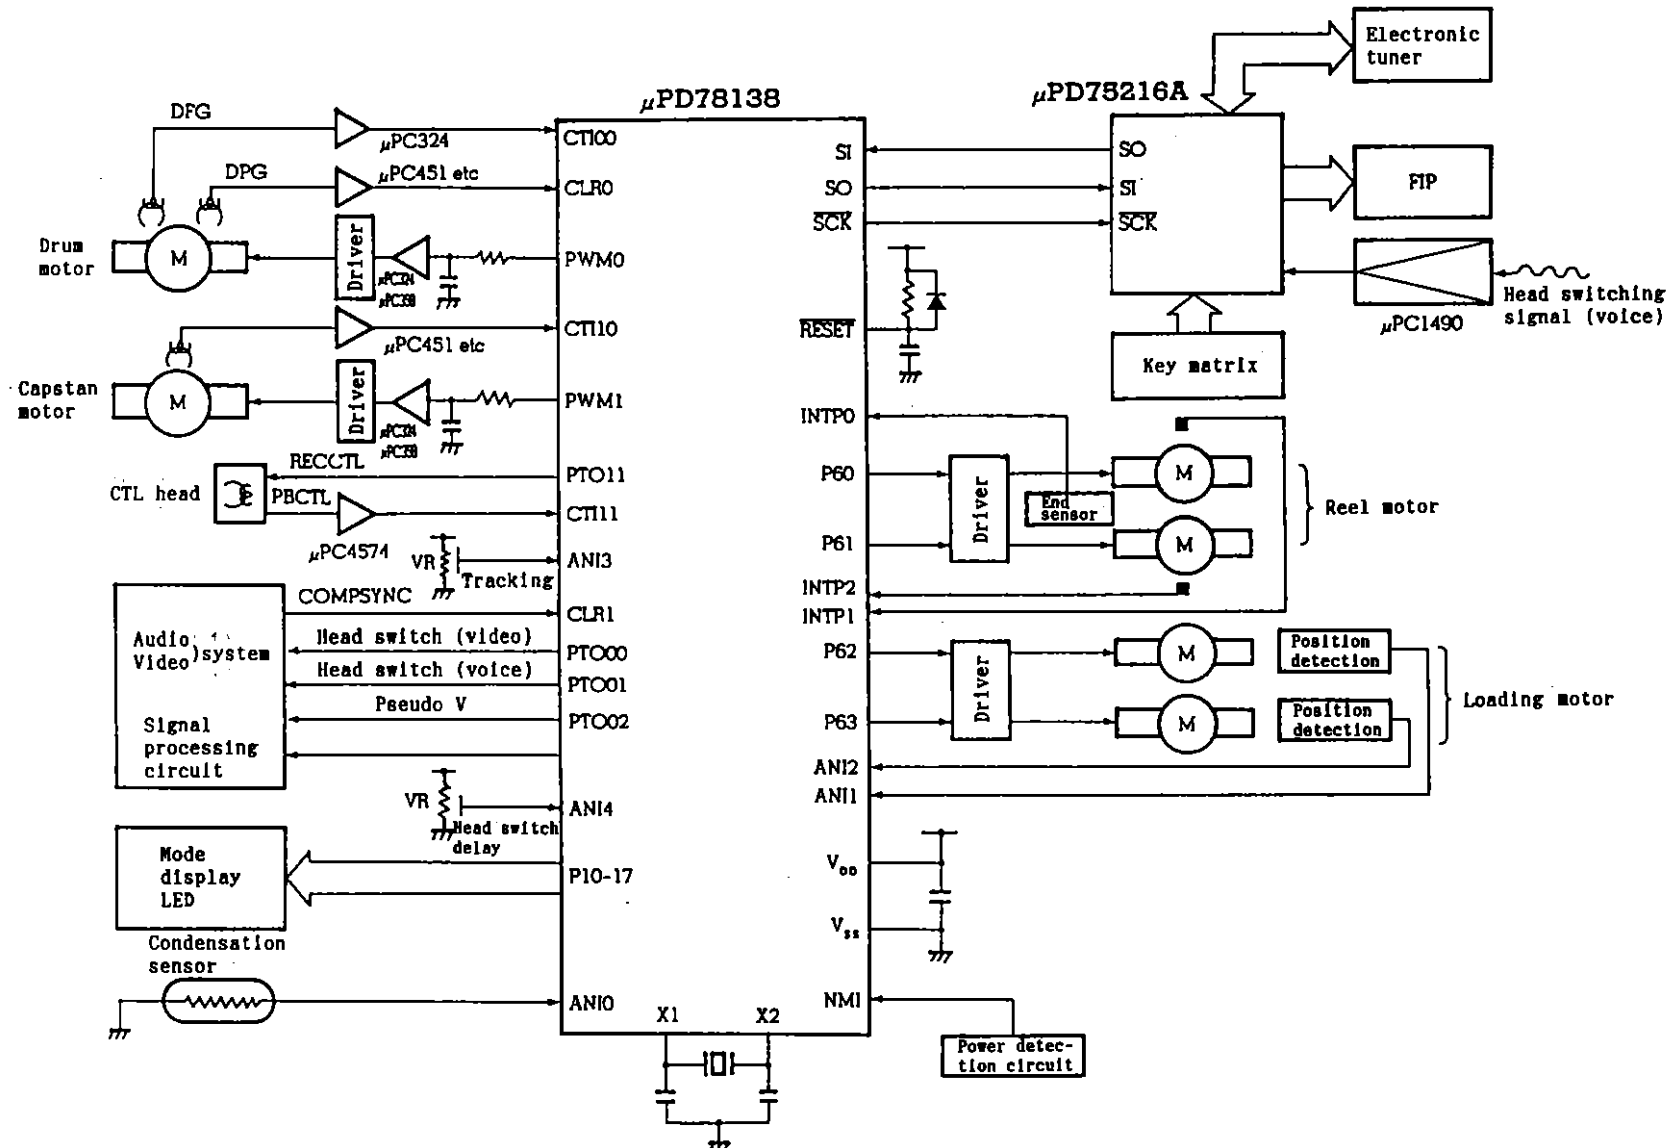 Electronic
tuner
μPD78138
μPD75216A
DFG
μPC324
CTI00
SI
SO
DPG
μPC451 etc
CLR0
SO
SI
FIP
SCK
SCK
Drum
motor
M
Driver
μPC324
μPC358
PWM0
Head switching
signal (voice)
μPC1490
CTI10
RESET
μPC451 etc
Key matrix
Capstan
motor
M
Driver
μPC324
μPC358
PWM1
INTP0
RECCTL
PTO11
P60
M
CTL head
PBCTL
Driver
End
sensor
Reel motor
CTI11
P61
M
μPC4574
VR
Tracking
ANI3
INTP2
COMPSYNC
CLR1
INTP1
Audio
Video
system
Head switch (video)
PTO00
P62
M
Position
detection
Head switch (voice)
PTO01
Driver
Loading motor
Pseudo V
PTO02
P63
M
Position
detection
Signal
processing
circuit
ANI2
ANI1
VR
ANI4
Head switch
delay
Mode
display
LED
P10-17
VDD
VSS
Condensation
sensor
ANI0
NMI
X1
X2
Power detec-
tion circuit